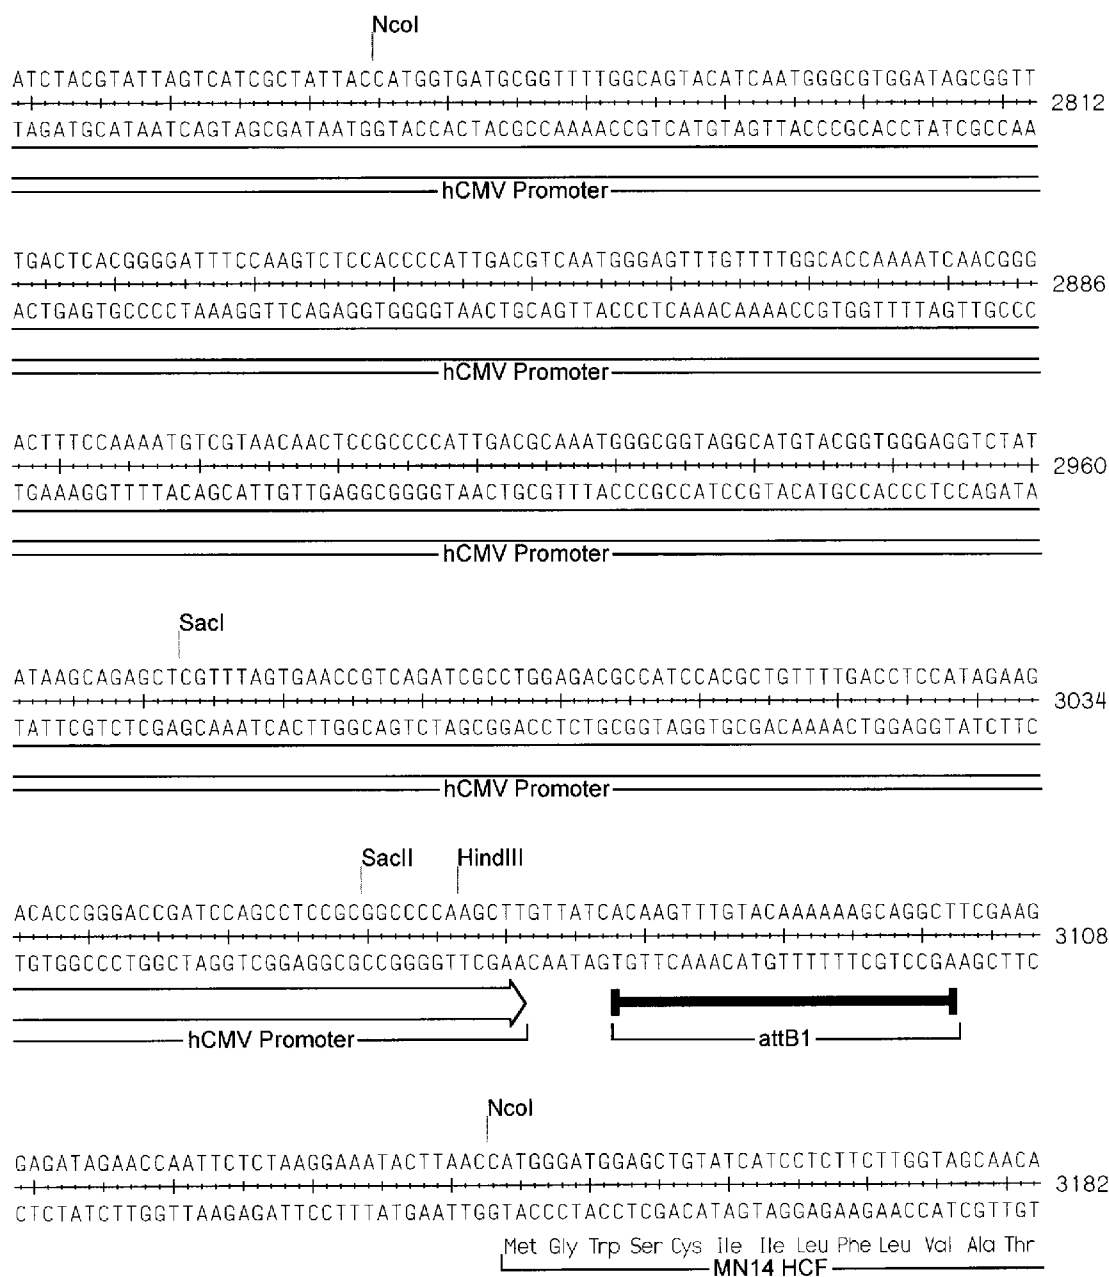 NcoI
ATCTACGTATTAGTCATCGCTATTACCATGGTGATGCGGTTTTGGCAGTACATCAATGGGCGTGGATAGCGGTT
2812
TAGATGCATAATCAGTAGCGATAATGGTACCACTACGCCAAAACCGTCATGTAGTTACCCGCACCTATCGCCAA
hCMV Promoter
TGACTCACGGGGATTTCCAAGTCTCCACCCCATTGACGTCAATGGGAGTTTGTTTTGGCACCAAAATCAACGGG
2886
ACTGAGTGCCCCTAAAGGTTCAGAGGTGGGGTAACTGCAGTTACCCTCAAACAAAACCGTGGTTTTAGTTGCCC
hCMV Promoter
ACTTTCCAAAATGTCGTAACAACTCCGCCCCATTGACGCAAATGGGCGGTAGGCATGTACGGTGGGAGGTCTAT
2960
TGAAAGGTTTTACAGCATTGTTGAGGCGGGGTAACTGCGTTTACCCGCCATCCGTACATGCCACCCTCCAGATA
hCMV Promoter
SacI
ATAAGCAGAGCTCGTTTAGTGAACCGTCAGATCGCCTGGAGACGCCATCCACGCTGTTTTGACCTCCATAGAAG
3034
TATTCGTCTCGAGCAAATCACTTGGCAGTCTAGCGGACCTCTGCGGTAGGTGCGACAAAACTGGAGGTATCTTC
hCMV Promoter
SacII HindIII
ACACCGGGACCGATCCAGCCTCCGCGGCCCCAAGCTTGTTATCACAAGTTTGTACAAAAAAGCAGGCTTCGAAG
3108
TGTGGCCCTGGCTAGGTCGGAGGCGCCGGGGTTCGAACAATAGTGTTCAAACATGTTTTTTCGTCCGAAGCTTC
hCMV Promoter attB1
NcoI
GAGATAGAACCAATTCTCTAAGGAAATACTTAACCATGGGATGGAGCTGTATCATCCTCTTCTTGGTAGCAACA
3182
CTCTATCTTGGTTAAGAGATTCCTTTATGAATTGGTACCCTACCTCGACATAGTAGGAGAAGAACCATCGTTGT
Met Gly Trp Ser Cys Ile Ile Leu Phe Leu Val Ala Thr
MN14 HCF